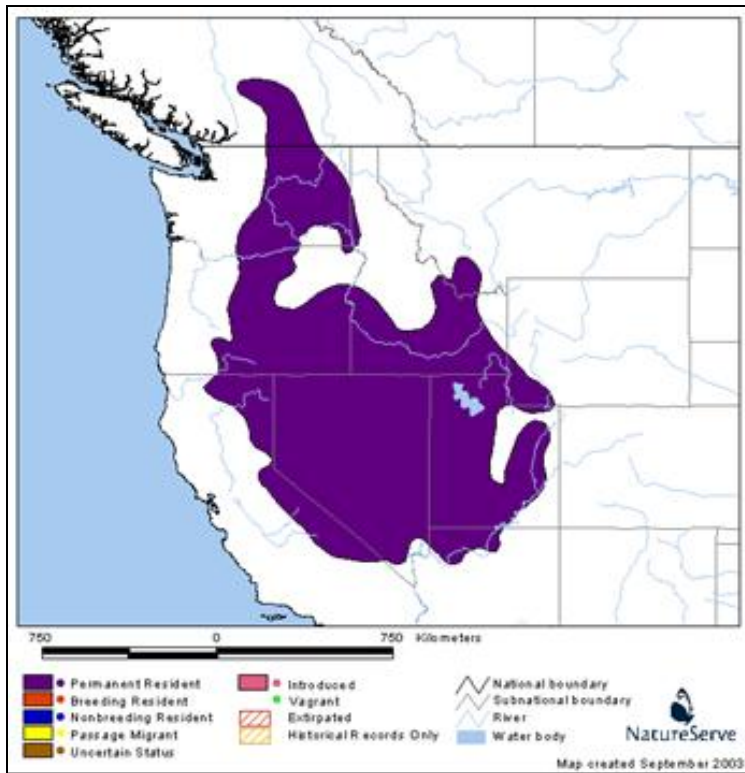 750 0 750 Kilometers
Permanent Resident
Breeding Resident
Nonbreeding Resident
Passage Migrant
Uncertain Status
Introduced
Vagrant
Extirpated
Historical Records Only
National boundary
Subnational boundary
River
Water body
NatureServe
Map created September 2003